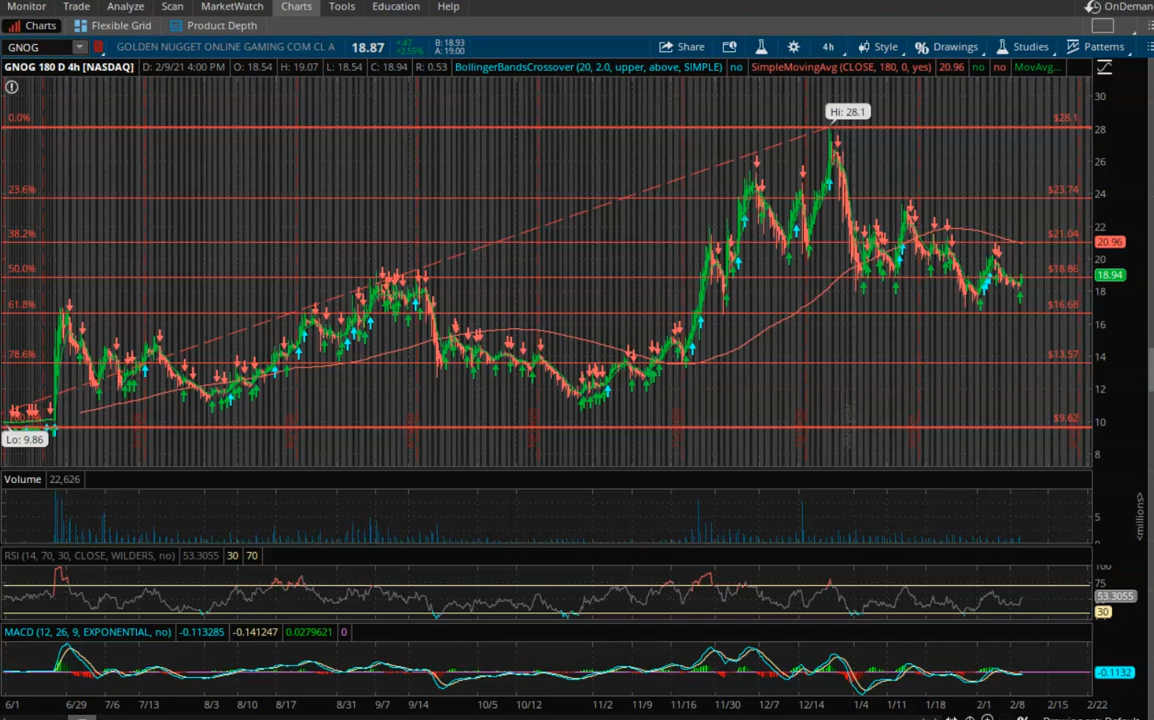 Monitor Trade Analyze Scan MarketWatch Charts Tools Education Help OnDeman
Charts Flexible Grid Product Depth
GNOG GOLDEN NUGGET ONLINE GAMING COM CL A 18.87 +.47 +2.55% B: 18.93 A: 19.00 Share 4h Style Drawings Studies Patterns
GNOG 180 D 4h [NASDAQ] D: 2/9/21 4:00 PM O: 18.54 H: 19.07 L: 18.54 C: 18.94 R: 0.53 BollingerBandsCrossover (20, 2.0, upper, above, SIMPLE) no SimpleMovingAvg (CLOSE, 180, 0, yes) 20.96 no no MovAvg...
30
Hi: 28.1
0.0% $28.1
28
26
24
23.6% $23.74
22
38.2% $21.04 20.96
20
50.0% $18.86 18.94
18
61.8% $16.68
16
78.6% $13.57
14
12
10
100.0% $9.62
Lo: 9.86
8
Volume 22,626
5
0
<millions>
RSI (14, 70, 30, CLOSE, WILDERS, no) 53.3055 30 70
100
75
53.3055
30
MACD (12, 26, 9, EXPONENTIAL, no) -0.113285 -0.141247 0.0279621 0
-0.1132
6/1 6/29 7/6 7/13 8/3 8/10 8/17 8/31 9/7 9/14 10/5 10/12 11/2 11/9 11/16 11/30 12/7 12/14 1/4 1/11 1/18 2/1 2/8 2/15 2/22